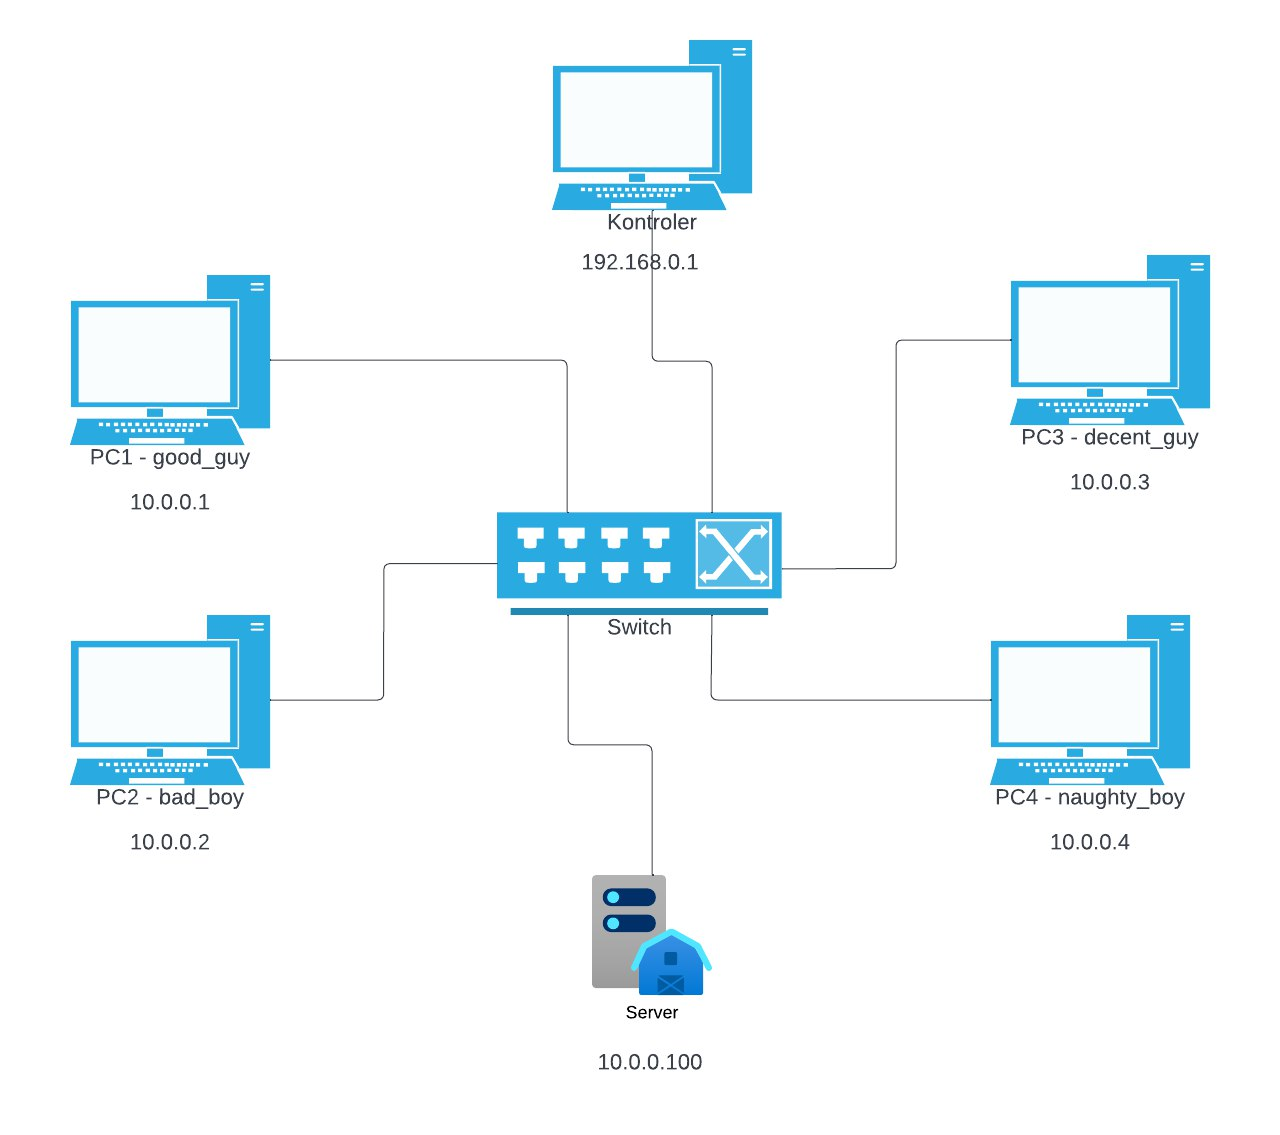 Kontroler
192.168.0.1
PC1 - good_guy
10.0.0.1
PC3 - decent_guy
10.0.0.3
Switch
PC2 - bad_boy
10.0.0.2
PC4 - naughty_boy
10.0.0.4
Server
10.0.0.100